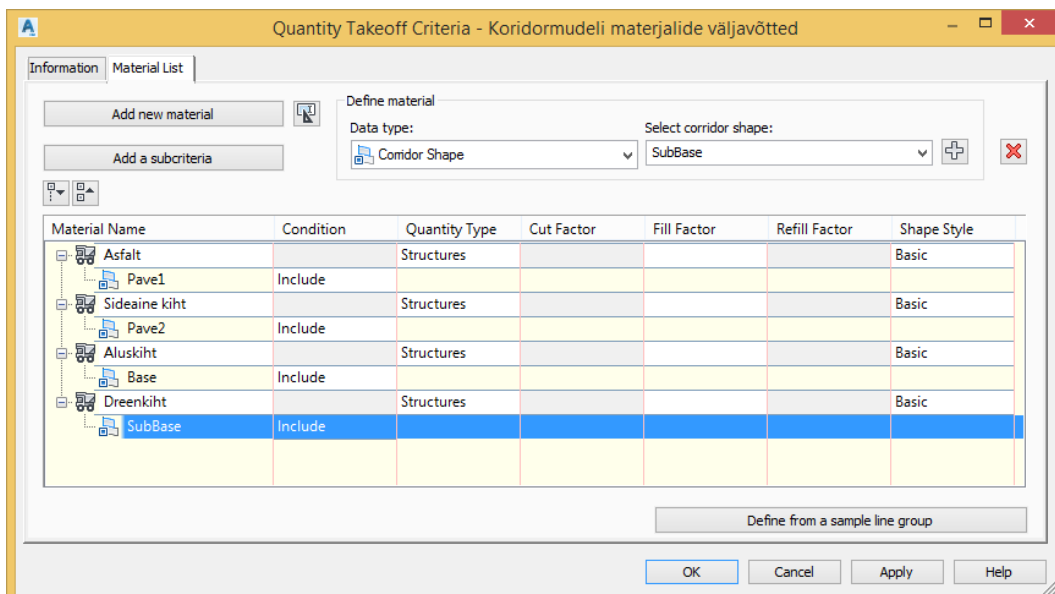 Quantity Takeoff Criteria - Koridormudeli materjalide väljavõtted
Information Material List
Add new material
Add a subcriteria
Define material
Data type:
Select corridor shape:
Corridor Shape
SubBase
Material Name Condition Quantity Type Cut Factor Fill Factor Refill Factor Shape Style
Asfalt Structures Basic
Pave1 Include
Sideaine kiht Structures Basic
Pave2 Include
Aluskiht Structures Basic
Base Include
Dreenkiht Structures Basic
SubBase Include
Define from a sample line group
OK Cancel Apply Help